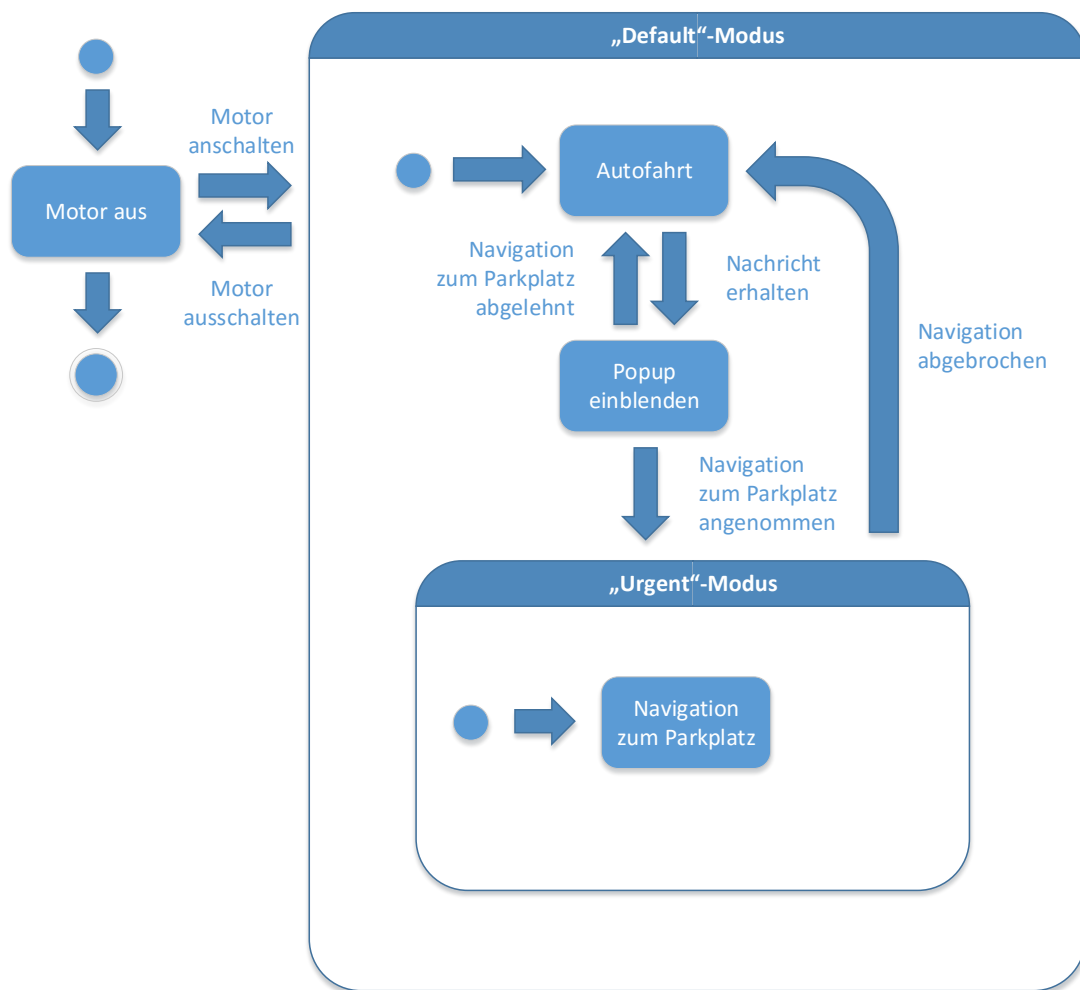 „Default“-Modus
Motor
anschalten
Motor aus
Motor
ausschalten
Autofahrt
Navigation
zum Parkplatz
abgelehnt
Nachricht
erhalten
Navigation
abgebrochen
Popup
einblenden
Navigation
zum Parkplatz
angenommen
„Urgent“-Modus
Navigation
zum Parkplatz